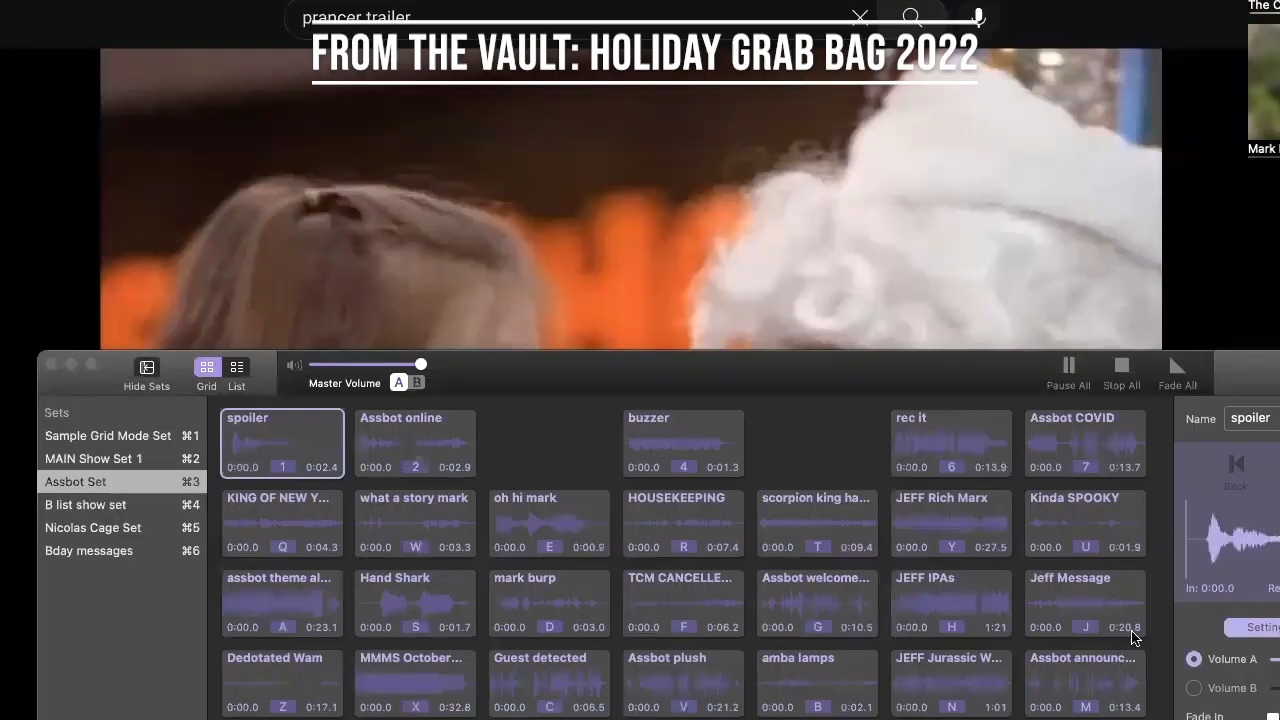 prancer trailer
The C
FROM THE VAULT: HOLIDAY GRAB BAG 2022
Mark
Hide Sets
Grid
List
Master Volume
A
B
Pause All
Stop All
Fade All
Sets
Sample Grid Mode Set ⌘1
MAIN Show Set 1 ⌘2
Assbot Set ⌘3
B list show set ⌘4
Nicolas Cage Set ⌘5
Bday messages ⌘6
spoiler
0:00.0 1 0:02.4
Assbot online
0:00.0 2 0:02.9
buzzer
0:00.0 4 0:01.3
rec it
0:00.0 6 0:13.9
Assbot COVID
0:00.0 7 0:13.7
KING OF NEW Y...
0:00.0 Q 0:04.3
what a story mark
0:00.0 W 0:03.3
oh hi mark
0:00.0 E 0:00.9
HOUSEKEEPING
0:00.0 R 0:07.4
scorpion king ha...
0:00.0 T 0:09.4
JEFF Rich Marx
0:00.0 Y 0:27.5
Kinda SPOOKY
0:00.0 U 0:01.9
assbot theme al...
0:00.0 A 0:23.1
Hand Shark
0:00.0 S 0:01.7
mark burp
0:00.0 D 0:03.0
TCM CANCELLE...
0:00.0 F 0:06.2
Assbot welcome...
0:00.0 G 0:10.5
JEFF IPAs
0:00.0 H 1:21
Jeff Message
0:00.0 J 0:20.8
Dedotated Wam
0:00.0 Z 0:17.1
MMMS October...
0:00.0 X 0:32.8
Guest detected
0:00.0 C 0:06.5
Assbot plush
0:00.0 V 0:21.2
amba lamps
0:00.0 B 0:02.1
JEFF Jurassic W...
0:00.0 N 1:01
Assbot announc...
0:00.0 M 0:13.4
Name spoiler
Back
In: 0:00.0 Re
Settin
Volume A
Volume B
Fade In